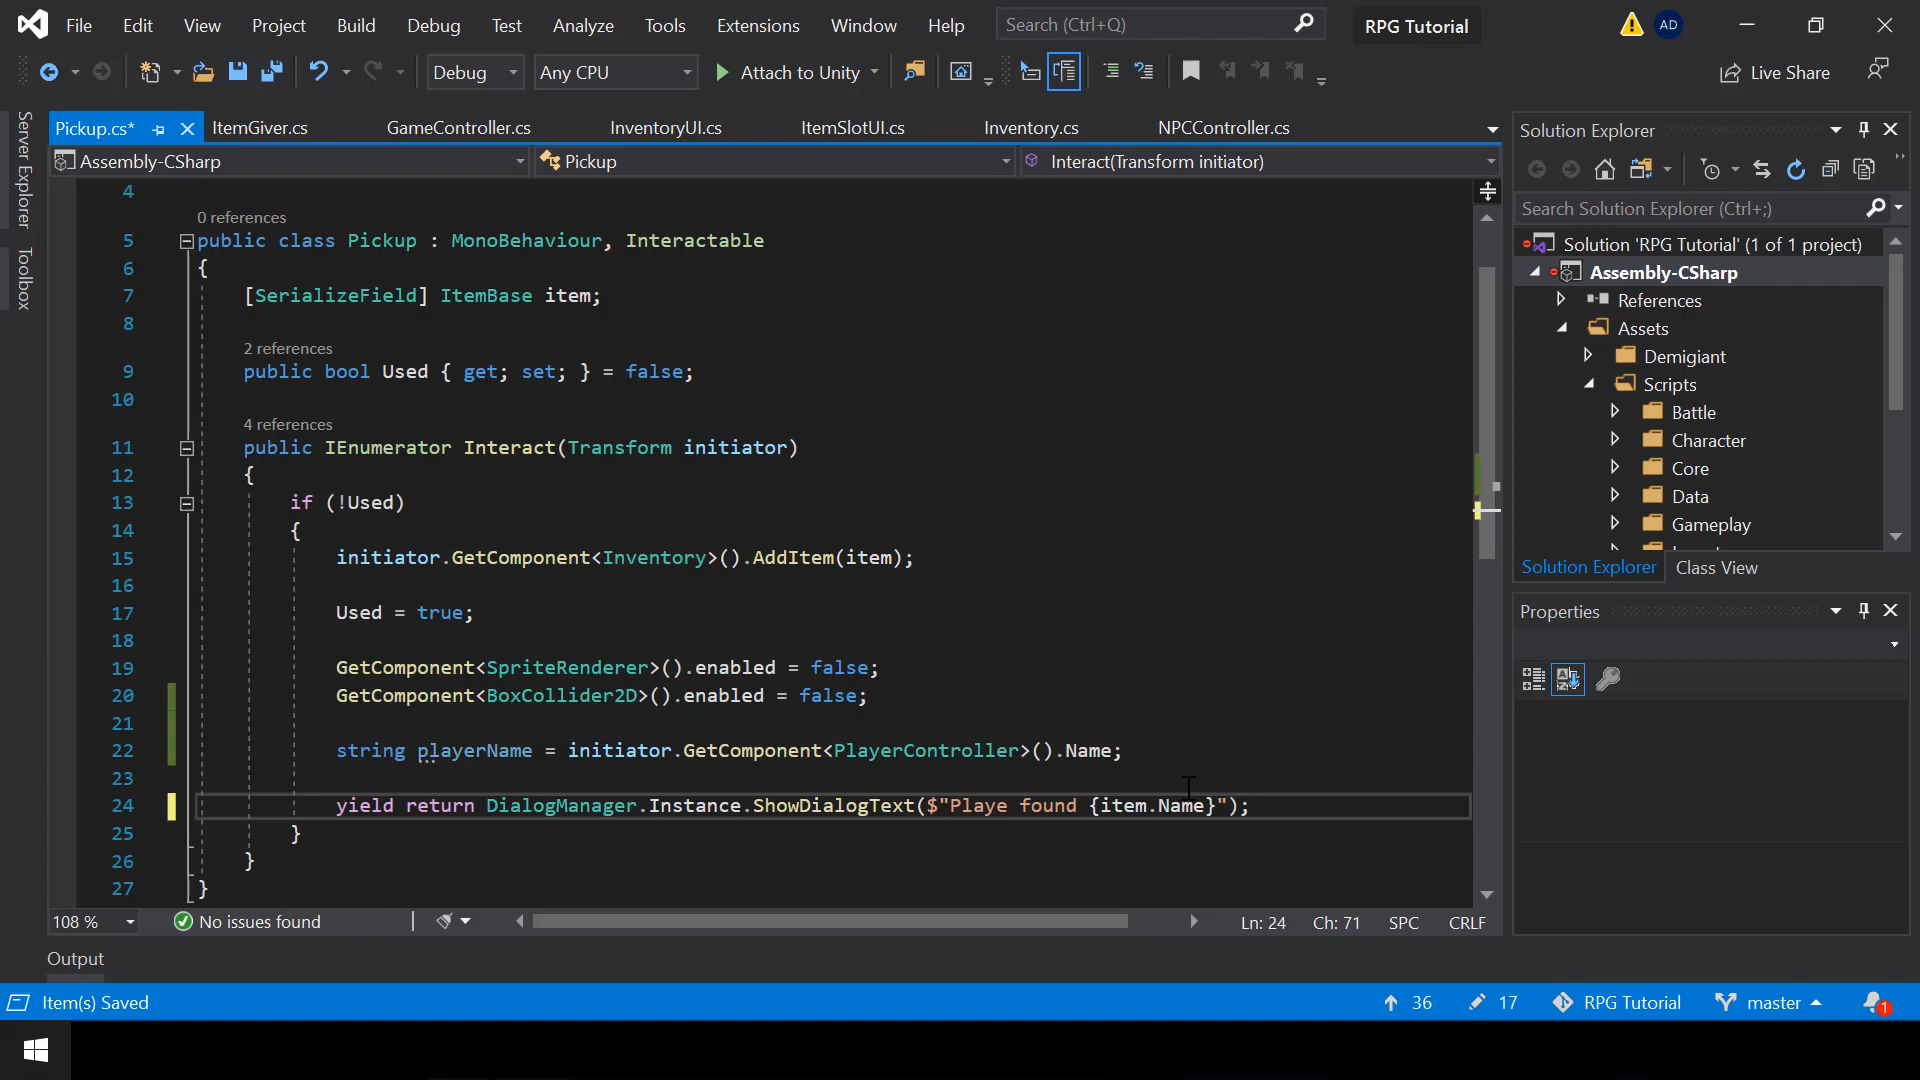 File Edit View Project Build Debug Test Analyze Tools Extensions Window Help Search (Ctrl+Q) RPG Tutorial AD
Debug Any CPU Attach to Unity Live Share
Server Explorer
Toolbox
Pickup.cs* ItemGiver.cs GameController.cs InventoryUI.cs ItemSlotUI.cs Inventory.cs NPCController.cs
Assembly-CSharp Pickup Interact(Transform initiator)
4
0 references
5 public class Pickup : MonoBehaviour, Interactable
6 {
7 [SerializeField] ItemBase item;
8
2 references
9 public bool Used { get; set; } = false;
10
4 references
11 public IEnumerator Interact(Transform initiator)
12 {
13 if (!Used)
14 {
15 initiator.GetComponent<Inventory>().AddItem(item);
16
17 Used = true;
18
19 GetComponent<SpriteRenderer>().enabled = false;
20 GetComponent<BoxCollider2D>().enabled = false;
21
22 string playerName = initiator.GetComponent<PlayerController>().Name;
23
24 yield return DialogManager.Instance.ShowDialogText($"Playe found {item.Name}");
25 }
26 }
27 }
108 % No issues found Ln: 24 Ch: 71 SPC CRLF
Output
Solution Explorer
Search Solution Explorer (Ctrl+;)
Solution 'RPG Tutorial' (1 of 1 project)
Assembly-CSharp
References
Assets
Demigiant
Scripts
Battle
Character
Core
Data
Gameplay
Solution Explorer Class View
Properties
Item(s) Saved 36 17 RPG Tutorial master 1